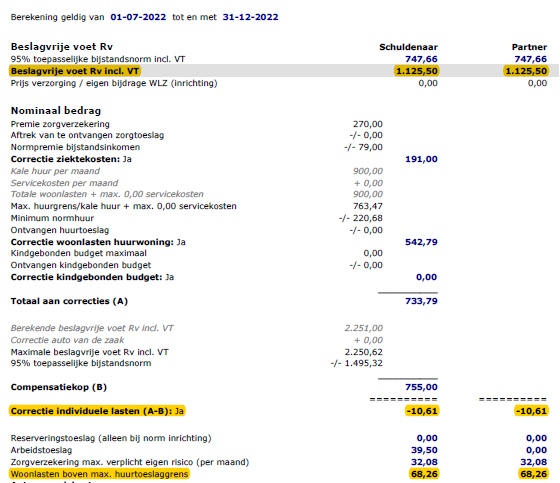 Berekening geldig van 01-07-2022 tot en met 31-12-2022
Beslagvrije voet Rv Schuldenaar Partner
95% toepasselijke bijstandsnorm incl. VT 747,66 747,66
Beslagvrije voet Rv incl. VT 1.125,50 1.125,50
Prijs verzorging / eigen bijdrage WLZ (inrichting) 0,00 0,00
Nominaal bedrag
Premie zorgverzekering 270,00
Aftrek van te ontvangen zorgtoeslag -/- 0,00
Normpremie bijstandsinkomen -/- 79,00
Correctie ziektekosten: Ja 191,00
Kale huur per maand 900,00
Servicekosten per maand + 0,00
Totale woonlasten + max. 0,00 servicekosten 900,00
Max. huurgrens/kale huur + max. 0,00 servicekosten 763,47
Minimum normhuur -/- 220,68
Ontvangen huurtoeslag -/- 0,00
Correctie woonlasten huurwoning: Ja 542,79
Kindgebonden budget maximaal 0,00
Ontvangen kindgebonden budget -/- 0,00
Correctie kindgebonden budget: Ja 0,00
Totaal aan correcties (A) 733,79
Berekende beslagvrije voet Rv incl. VT 2.251,00
Correctie auto van de zaak + 0,00
Maximale beslagvrije voet Rv incl. VT 2.250,62
95% toepasselijke bijstandsnorm -/- 1.495,32
Compensatiekop (B) 755,00
========== ==========
Correctie individuele lasten (A-B): Ja -10,61 -10,61
Reserveringstoeslag (alleen bij norm inrichting) 0,00 0,00
Arbeidstoeslag 39,50 0,00
Zorgverzekering max. verplicht eigen risico (per maand) 32,08 32,08
Woonlasten boven max. huurtoeslaggrens 68,26 68,26